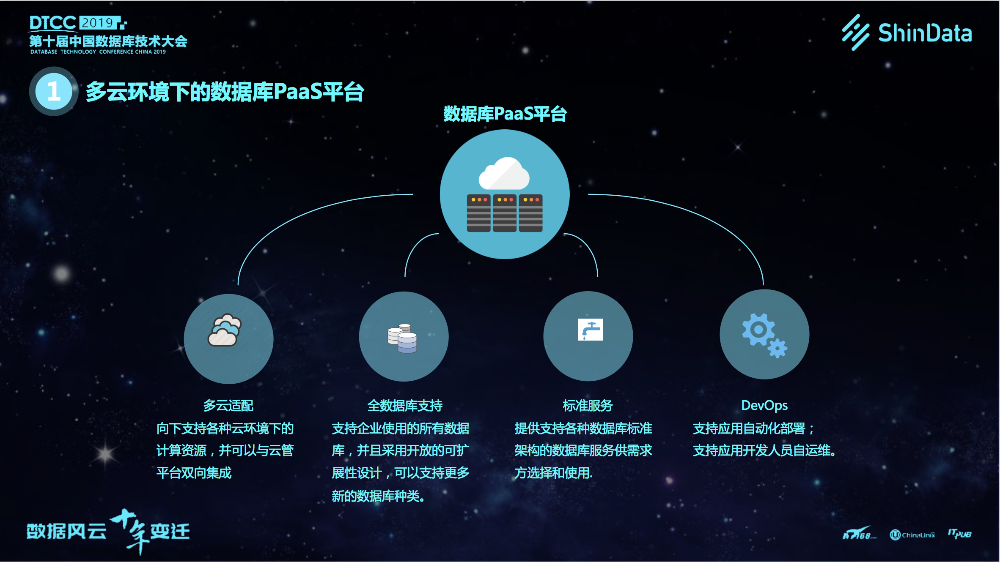 DTCC 2019
第十届中国数据库技术大会
DATABASE TECHNOLOGY CONFERENCE CHINA 2019
ShinData
1
多云环境下的数据库PaaS平台
数据库PaaS平台
多云适配
向下支持各种云环境下的
计算资源，并可以与云管
平台双向集成
全数据库支持
支持企业使用的所有数据
库，并且采用开放的可扩
展性设计，可以支持更多
新的数据库种类。
标准服务
提供支持各种数据库标准
架构的数据库服务供需求
方选择和使用.
DevOps
支持应用自动化部署；
支持应用开发人员自运维。
数据风云十年变迁
ChinaUnix
ITPUB